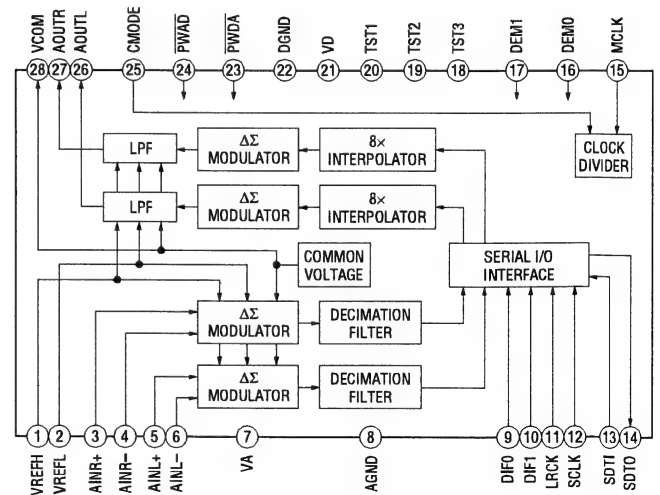 VCOM
AOUTR
AOUTL
CMODE
PWAD
PWDA
DGND
VD
TST1
TST2
TST3
DEM1
DEM0
MCLK
28
27
26
25
24
23
22
21
20
19
18
17
16
15
LPF
ΔΣ
MODULATOR
8×
INTERPOLATOR
CLOCK
DIVIDER
LPF
ΔΣ
MODULATOR
8×
INTERPOLATOR
COMMON
VOLTAGE
SERIAL I/O
INTERFACE
ΔΣ
MODULATOR
DECIMATION
FILTER
ΔΣ
MODULATOR
DECIMATION
FILTER
1
2
3
4
5
6
7
8
9
10
11
12
13
14
VREFH
VREFL
AINR+
AINR−
AINL+
AINL−
VA
AGND
DIF0
DIF1
LRCK
SCLK
SDTI
SDTO